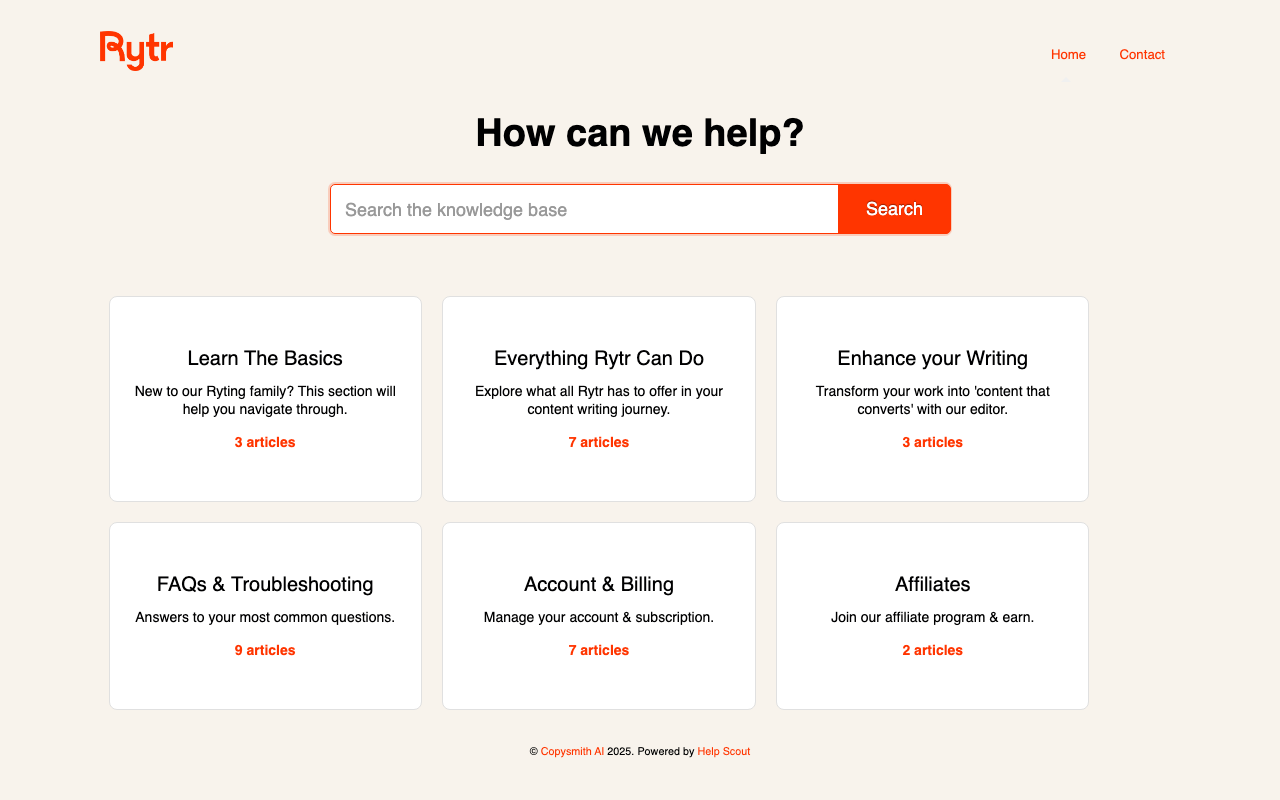 Rytr
Home Contact
How can we help?
Search the knowledge base Search
Learn The Basics
New to our Ryting family? This section will
help you navigate through.
3 articles
Everything Rytr Can Do
Explore what all Rytr has to offer in your
content writing journey.
7 articles
Enhance your Writing
Transform your work into 'content that
converts' with our editor.
3 articles
FAQs & Troubleshooting
Answers to your most common questions.
9 articles
Account & Billing
Manage your account & subscription.
7 articles
Affiliates
Join our affiliate program & earn.
2 articles
© Copysmith AI 2025. Powered by Help Scout